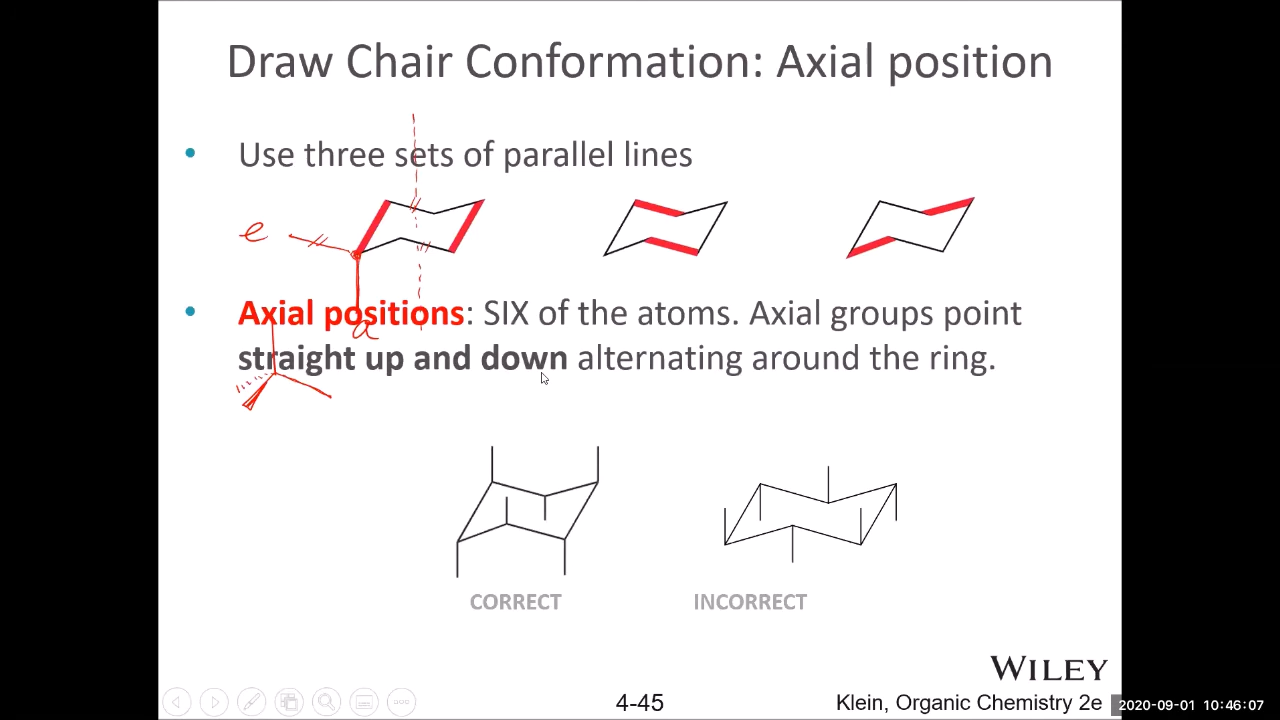 Draw Chair Conformation: Axial position
• Use three sets of parallel lines
e
• Axial positions: SIX of the atoms. Axial groups point
a
straight up and down alternating around the ring.
CORRECT INCORRECT
WILEY
4-45 Klein, Organic Chemistry 2e
2020-09-01 10:46:07